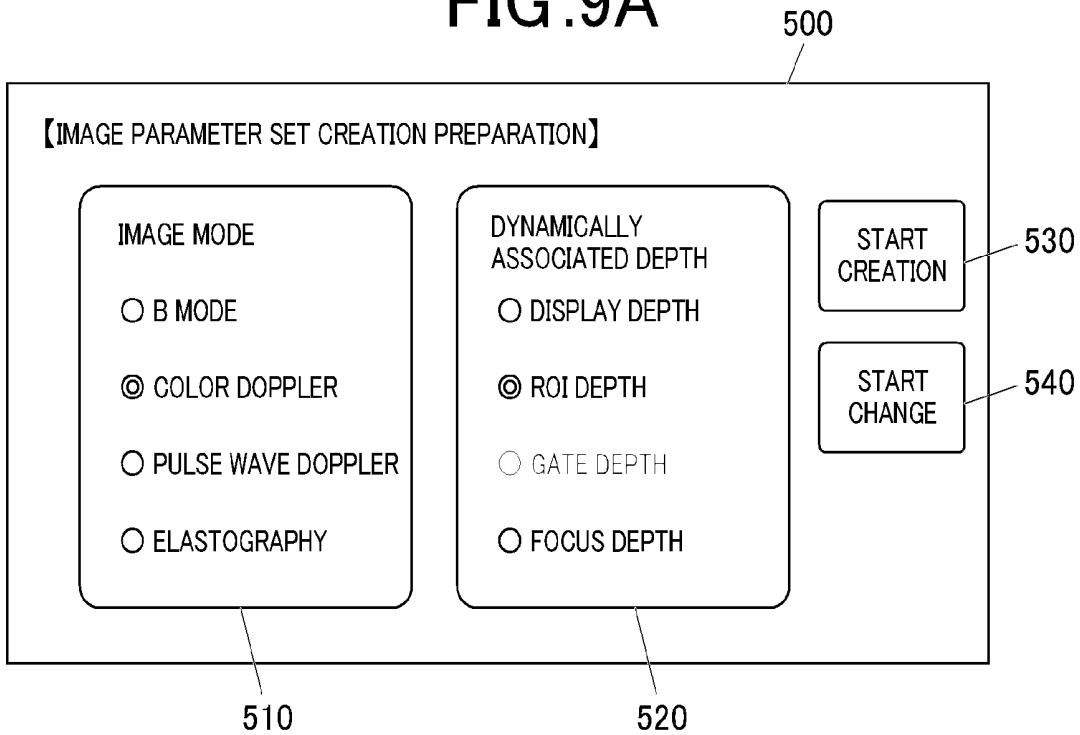 FIG.9A
500
【IMAGE PARAMETER SET CREATION PREPARATION】
IMAGE MODE
B MODE
COLOR DOPPLER
PULSE WAVE DOPPLER
ELASTOGRAPHY
DYNAMICALLY
ASSOCIATED DEPTH
DISPLAY DEPTH
ROI DEPTH
GATE DEPTH
FOCUS DEPTH
START
CREATION
530
START
CHANGE
540
510
520